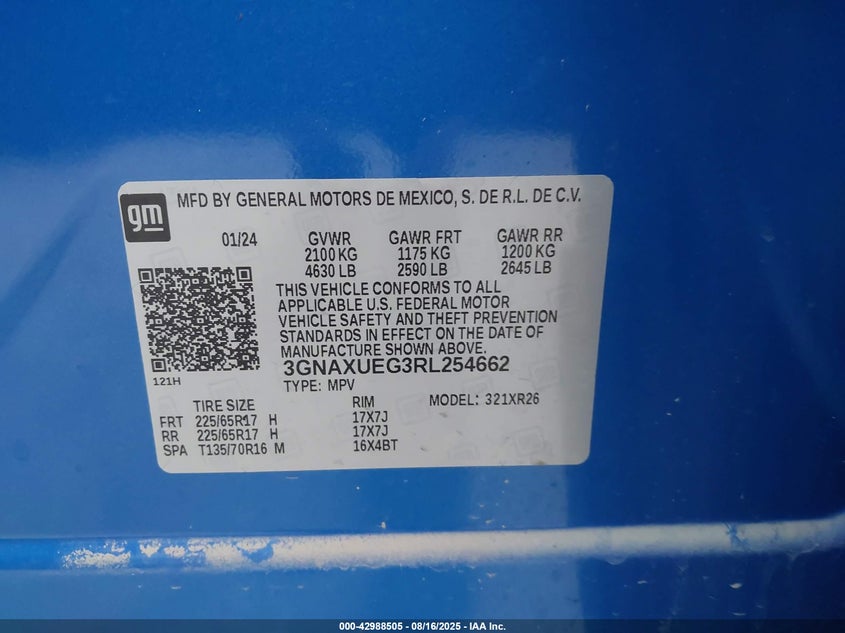 gm
MFD BY GENERAL MOTORS DE MEXICO, S. DE R.L. DE C.V.
01/24 GVWR GAWR FRT GAWR RR
2100 KG 1175 KG 1200 KG
4630 LB 2590 LB 2645 LB
THIS VEHICLE CONFORMS TO ALL
APPLICABLE U.S. FEDERAL MOTOR
VEHICLE SAFETY AND THEFT PREVENTION
STANDARDS IN EFFECT ON THE DATE OF
MANUFACTURE SHOWN ABOVE.
3GNAXUEG3RL254662
121H
TYPE: MPV
TIRE SIZE RIM MODEL: 321XR26
FRT 225/65R17 H 17X7J
RR 225/65R17 H 17X7J
SPA T135/70R16 M 16X4BT
000-42988505 - 08/16/2025 - IAA Inc.